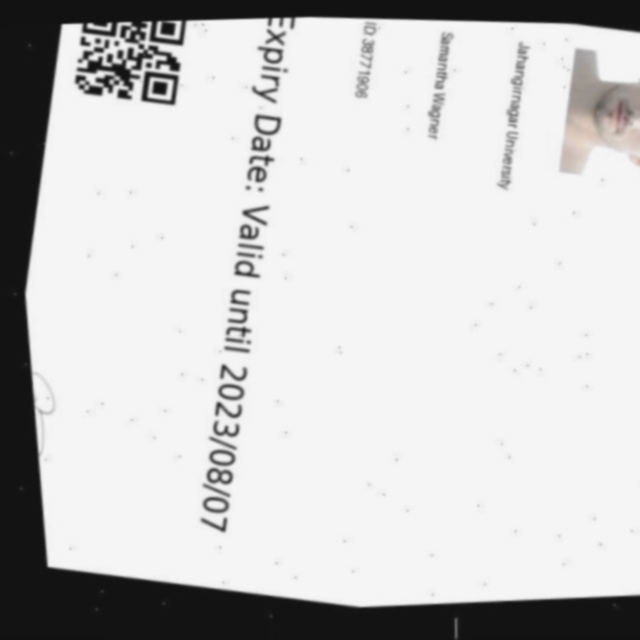 Jahangirnagar University
Samantha Wagner
ID 38771906
Expiry Date: Valid until 2023/08/07